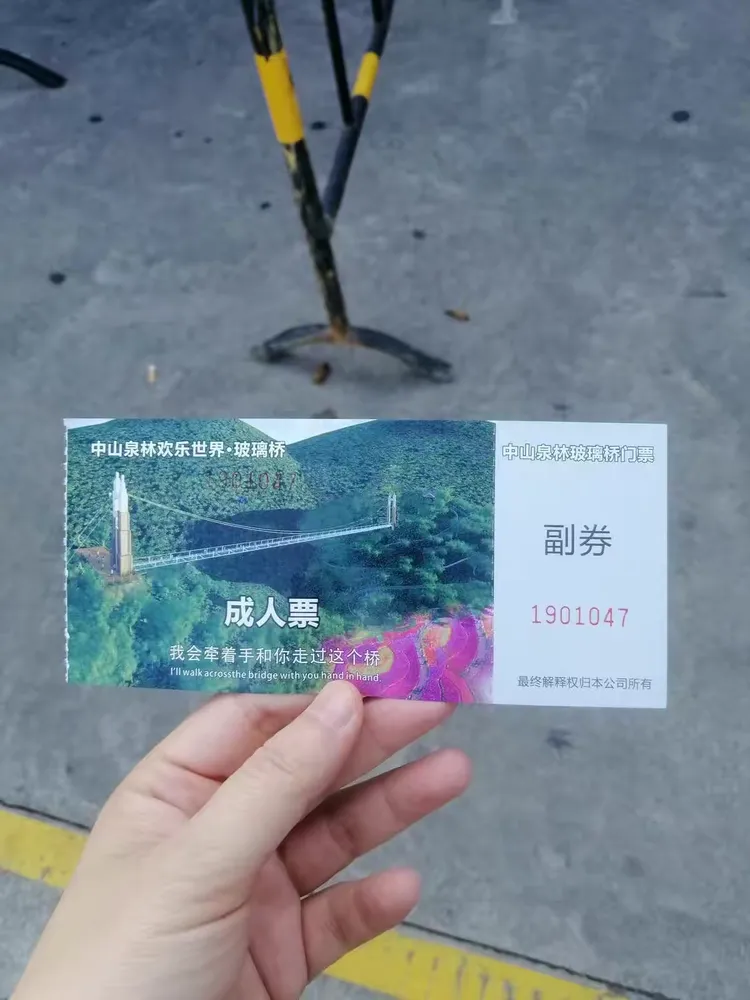 中山泉林欢乐世界·玻璃桥
1901047
成人票
我会牵着手和你走过这个桥
I'll walk acrossthe bridge with you hand in hand.
中山泉林玻璃桥门票
副券
1901047
最终解释权归本公司所有